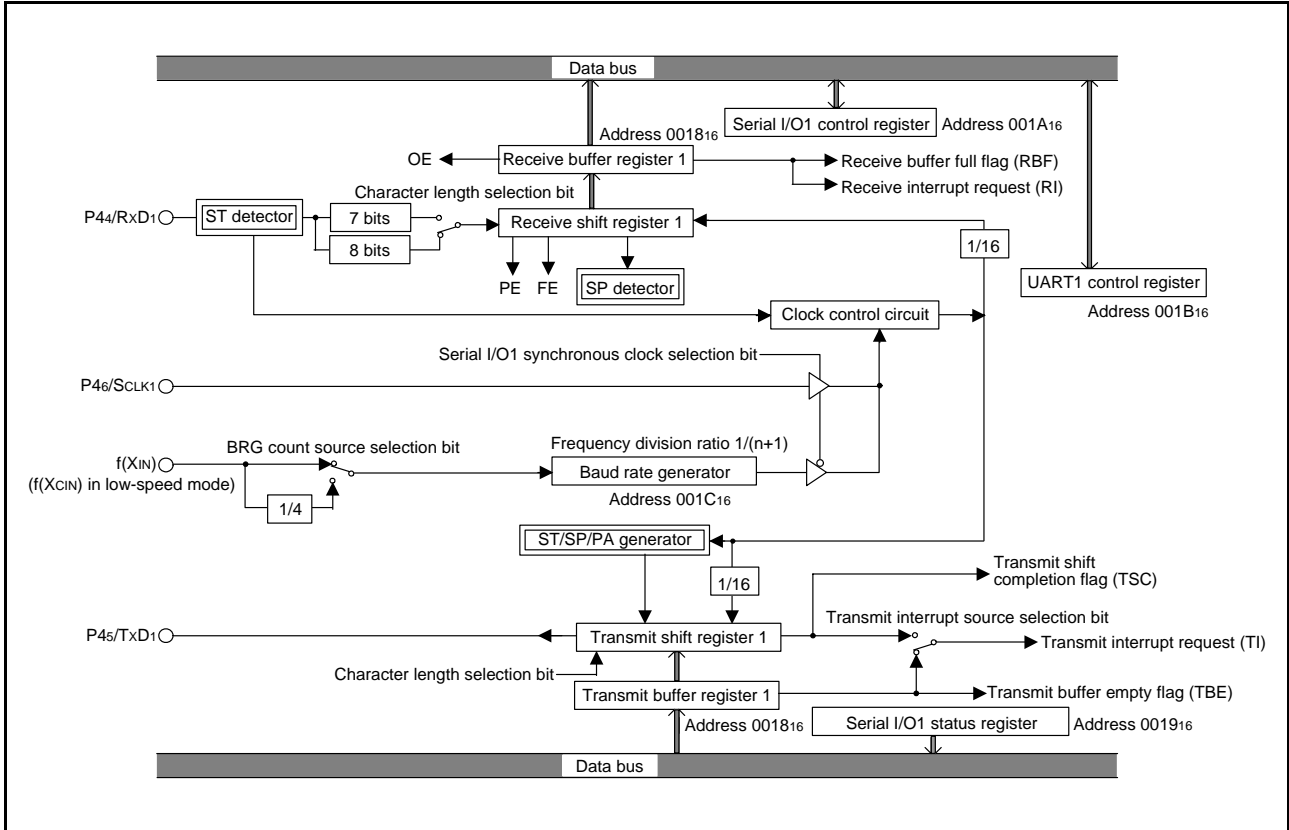 Data bus
Serial I/O1 control register
Address 001A16
Address 001816
OE
Receive buffer register 1
Receive buffer full flag (RBF)
Receive interrupt request (RI)
Character length selection bit
P44/RXD1
ST detector
7 bits
8 bits
Receive shift register 1
1/16
PE
FE
SP detector
UART1 control register
Address 001B16
Clock control circuit
Serial I/O1 synchronous clock selection bit
P46/SCLK1
BRG count source selection bit
Frequency division ratio 1/(n+1)
f(XIN)
(f(XCIN) in low-speed mode)
Baud rate generator
Address 001C16
1/4
ST/SP/PA generator
1/16
Transmit shift
completion flag (TSC)
Transmit interrupt source selection bit
P45/TXD1
Transmit shift register 1
Transmit interrupt request (TI)
Character length selection bit
Transmit buffer register 1
Transmit buffer empty flag (TBE)
Address 001816
Serial I/O1 status register
Address 001916
Data bus